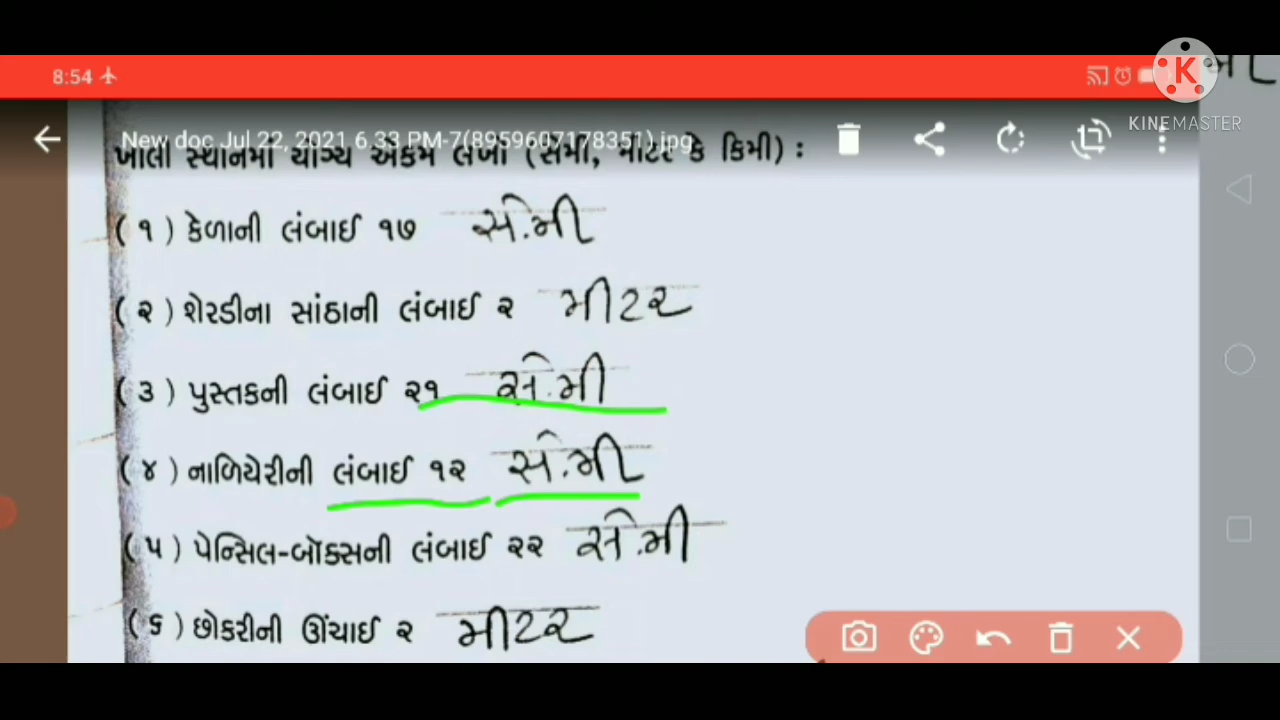 8:54
K
KINEMASTER
New doc Jul 22, 2021 6.33 PM-7(8959607178351).jpg
ખાલી સ્થાનમાં યોગ્ય એકમ લખો (સેમી, મીટર કે કિમી) :
(૧) કેળાની લંબાઈ ૧૭ સે.મી
(૨) શેરડીના સાંઠાની લંબાઈ ૨ મીટર
(૩) પુસ્તકની લંબાઈ ૨૧ સે.મી
(૪) નાળિયેરીની લંબાઈ ૧૨ સે.મી
(૫) પેન્સિલ-બૉક્સની લંબાઈ ૨૨ સે.મી
(૬) છોકરીની ઊંચાઈ ૨ મીટર